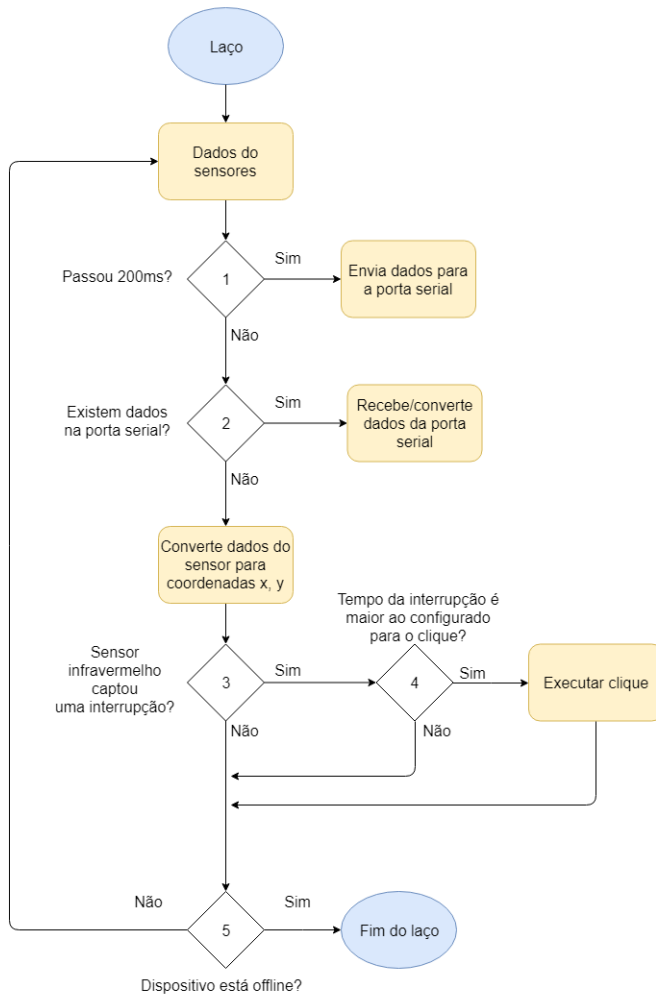 Laço
Dados do
sensores
Passou 200ms?
1
Sim
Envia dados para
a porta serial
Não
Existem dados
na porta serial?
2
Sim
Recebe/converte
dados da porta
serial
Não
Converte dados do
sensor para
coordenadas x, y
Tempo da interrupção é
maior ao configurado
para o clique?
Sensor
infravermelho
captou
uma interrupção?
3
Sim
4
Sim
Executar clique
Não
Não
Não
5
Sim
Fim do laço
Dispositivo está offline?